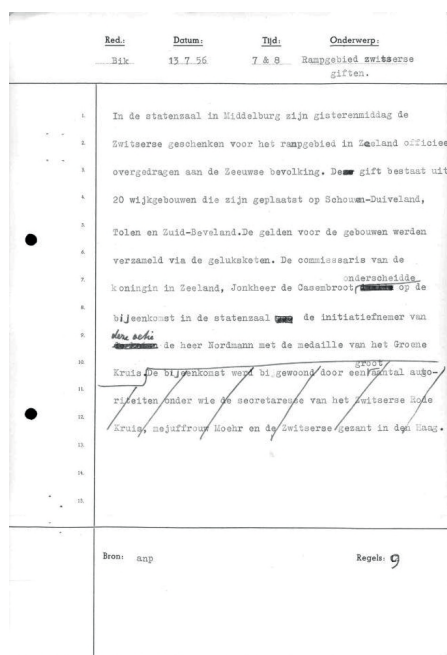 Red.: Datum: Tijd: Onderwerp:
Bik 13 7 56 7 & 8 Rampgebied zwitserse
giften.
1. In de statenzaal in Middelburg zijn gisterenmiddag de
2. Zwitserse geschenken voor het rampgebied in Zeeland officiee
3. overgedragen aan de Zeeuwse bevolking. De gift bestaat uit
4. 20 wijkgebouwen die zijn geplaatst op Schouwen-Duiveland,
5. Tolen en Zuid-Beveland.De gelden voor de gebouwen werden
6. verzameld via de geluksketen. De commissaris van de
onderscheidde
7. koningin in Zeeland, Jonkheer de Casembroot, op de
8. bijeenkomst in de statenzaal de initiatiefnemer van
deze actie
9. de heer Nordmann met de medaille van het Groene
groot
10. Kruis.De bijeenkomst werd bijgewoond door een aantal auto-
11. riteiten onder wie de secretaresse van het Zwitserse Rode
12. Kruis, mejuffrouw Moehr en de Zwitserse gezant in den Haag.
13.
14.
15.
Bron: anp Regels: 9